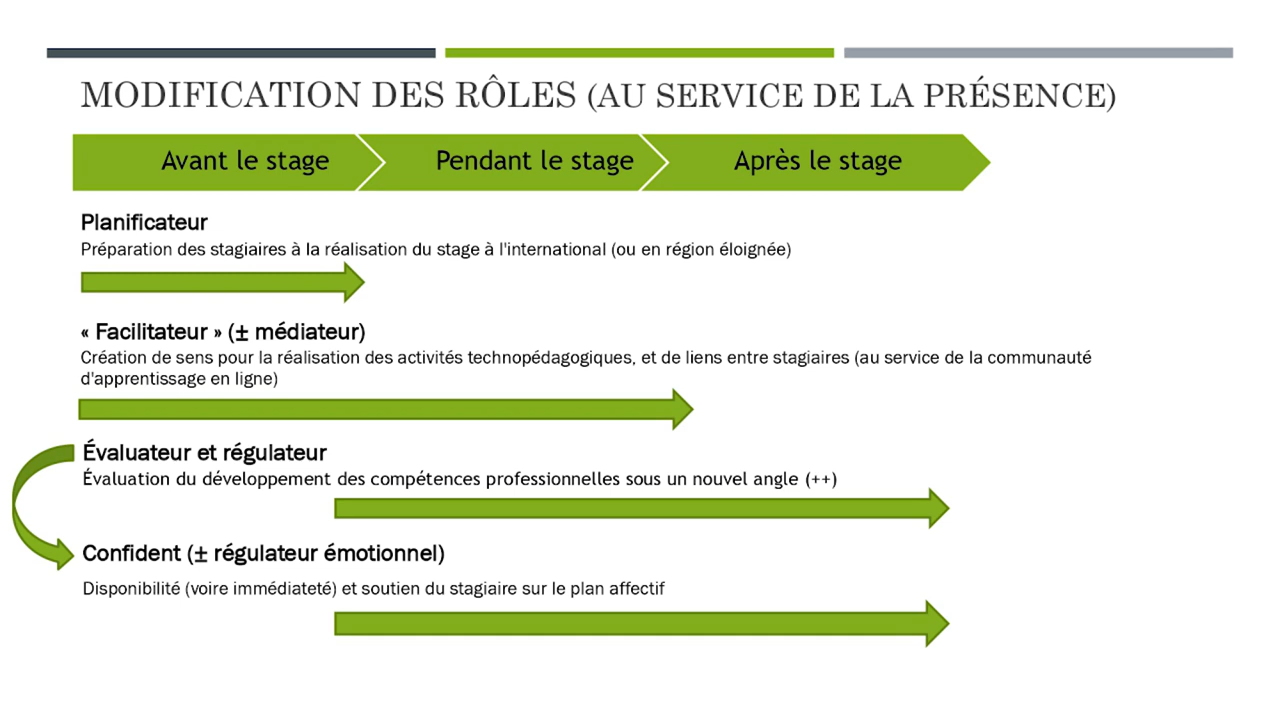 MODIFICATION DES RÔLES (AU SERVICE DE LA PRÉSENCE)
Avant le stage
Pendant le stage
Après le stage
Planificateur
Préparation des stagiaires à la réalisation du stage à l'international (ou en région éloignée)
« Facilitateur » (± médiateur)
Création de sens pour la réalisation des activités technopédagogiques, et de liens entre stagiaires (au service de la communauté
d'apprentissage en ligne)
Évaluateur et régulateur
Évaluation du développement des compétences professionnelles sous un nouvel angle (++)
Confident (± régulateur émotionnel)
Disponibilité (voire immédiateté) et soutien du stagiaire sur le plan affectif